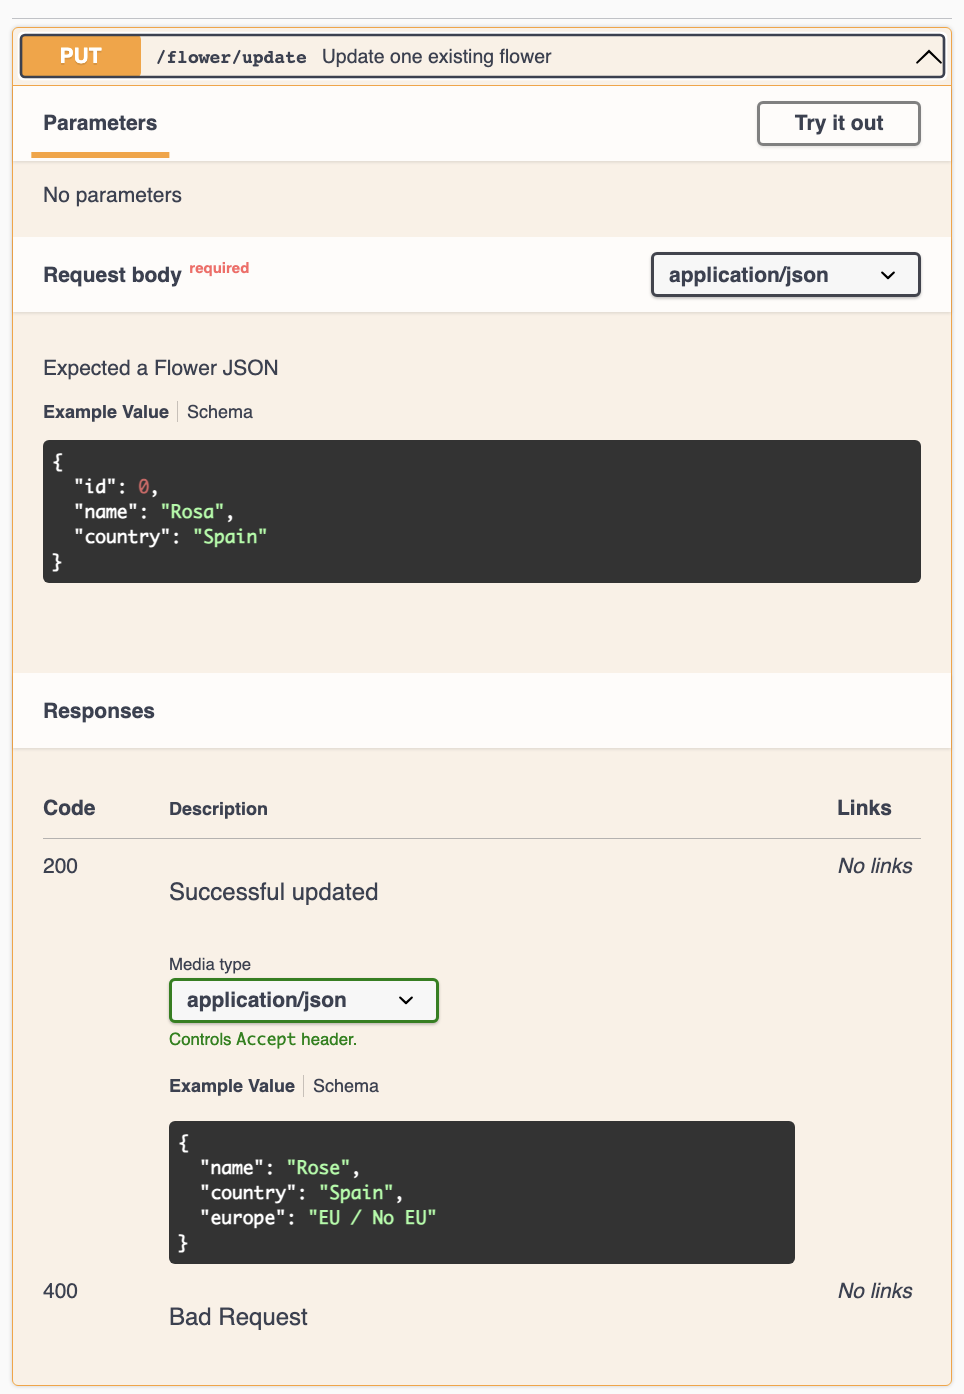 PUT /flower/update Update one existing flower
Parameters Try it out
No parameters
Request body required application/json
Expected a Flower JSON
Example Value Schema
{
"id": 0,
"name": "Rosa",
"country": "Spain"
}
Responses
Code Description Links
200 No links
Successful updated
Media type
application/json
Controls Accept header.
Example Value Schema
{
"name": "Rose",
"country": "Spain",
"europe": "EU / No EU"
}
400 No links
Bad Request